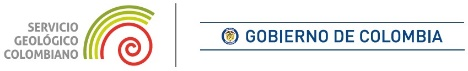 SERVICIO
GEOLÓGICO
COLOMBIANO
GOBIERNO DE COLOMBIA